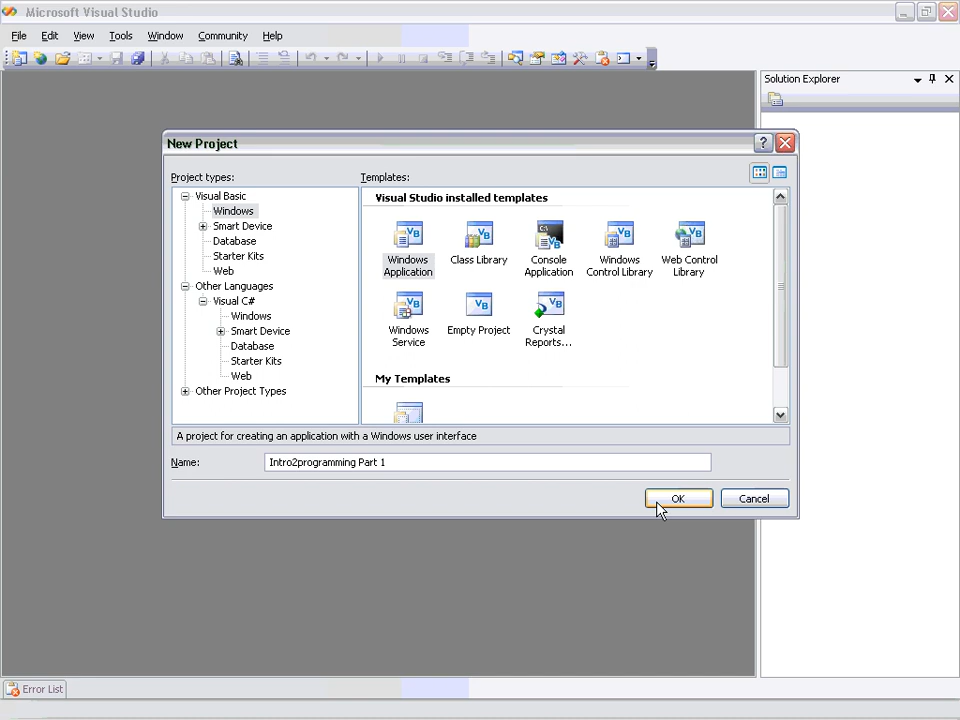 Microsoft Visual Studio
File Edit View Tools Window Community Help
Solution Explorer
New Project
Project types:
Templates:
Visual Basic
Windows
Smart Device
Database
Starter Kits
Web
Other Languages
Visual C#
Windows
Smart Device
Database
Starter Kits
Web
Other Project Types
Visual Studio installed templates
Windows Application
Class Library
Console Application
Windows Control Library
Web Control Library
Windows Service
Empty Project
Crystal Reports...
My Templates
A project for creating an application with a Windows user interface
Name: Intro2programming Part 1
OK Cancel
Error List